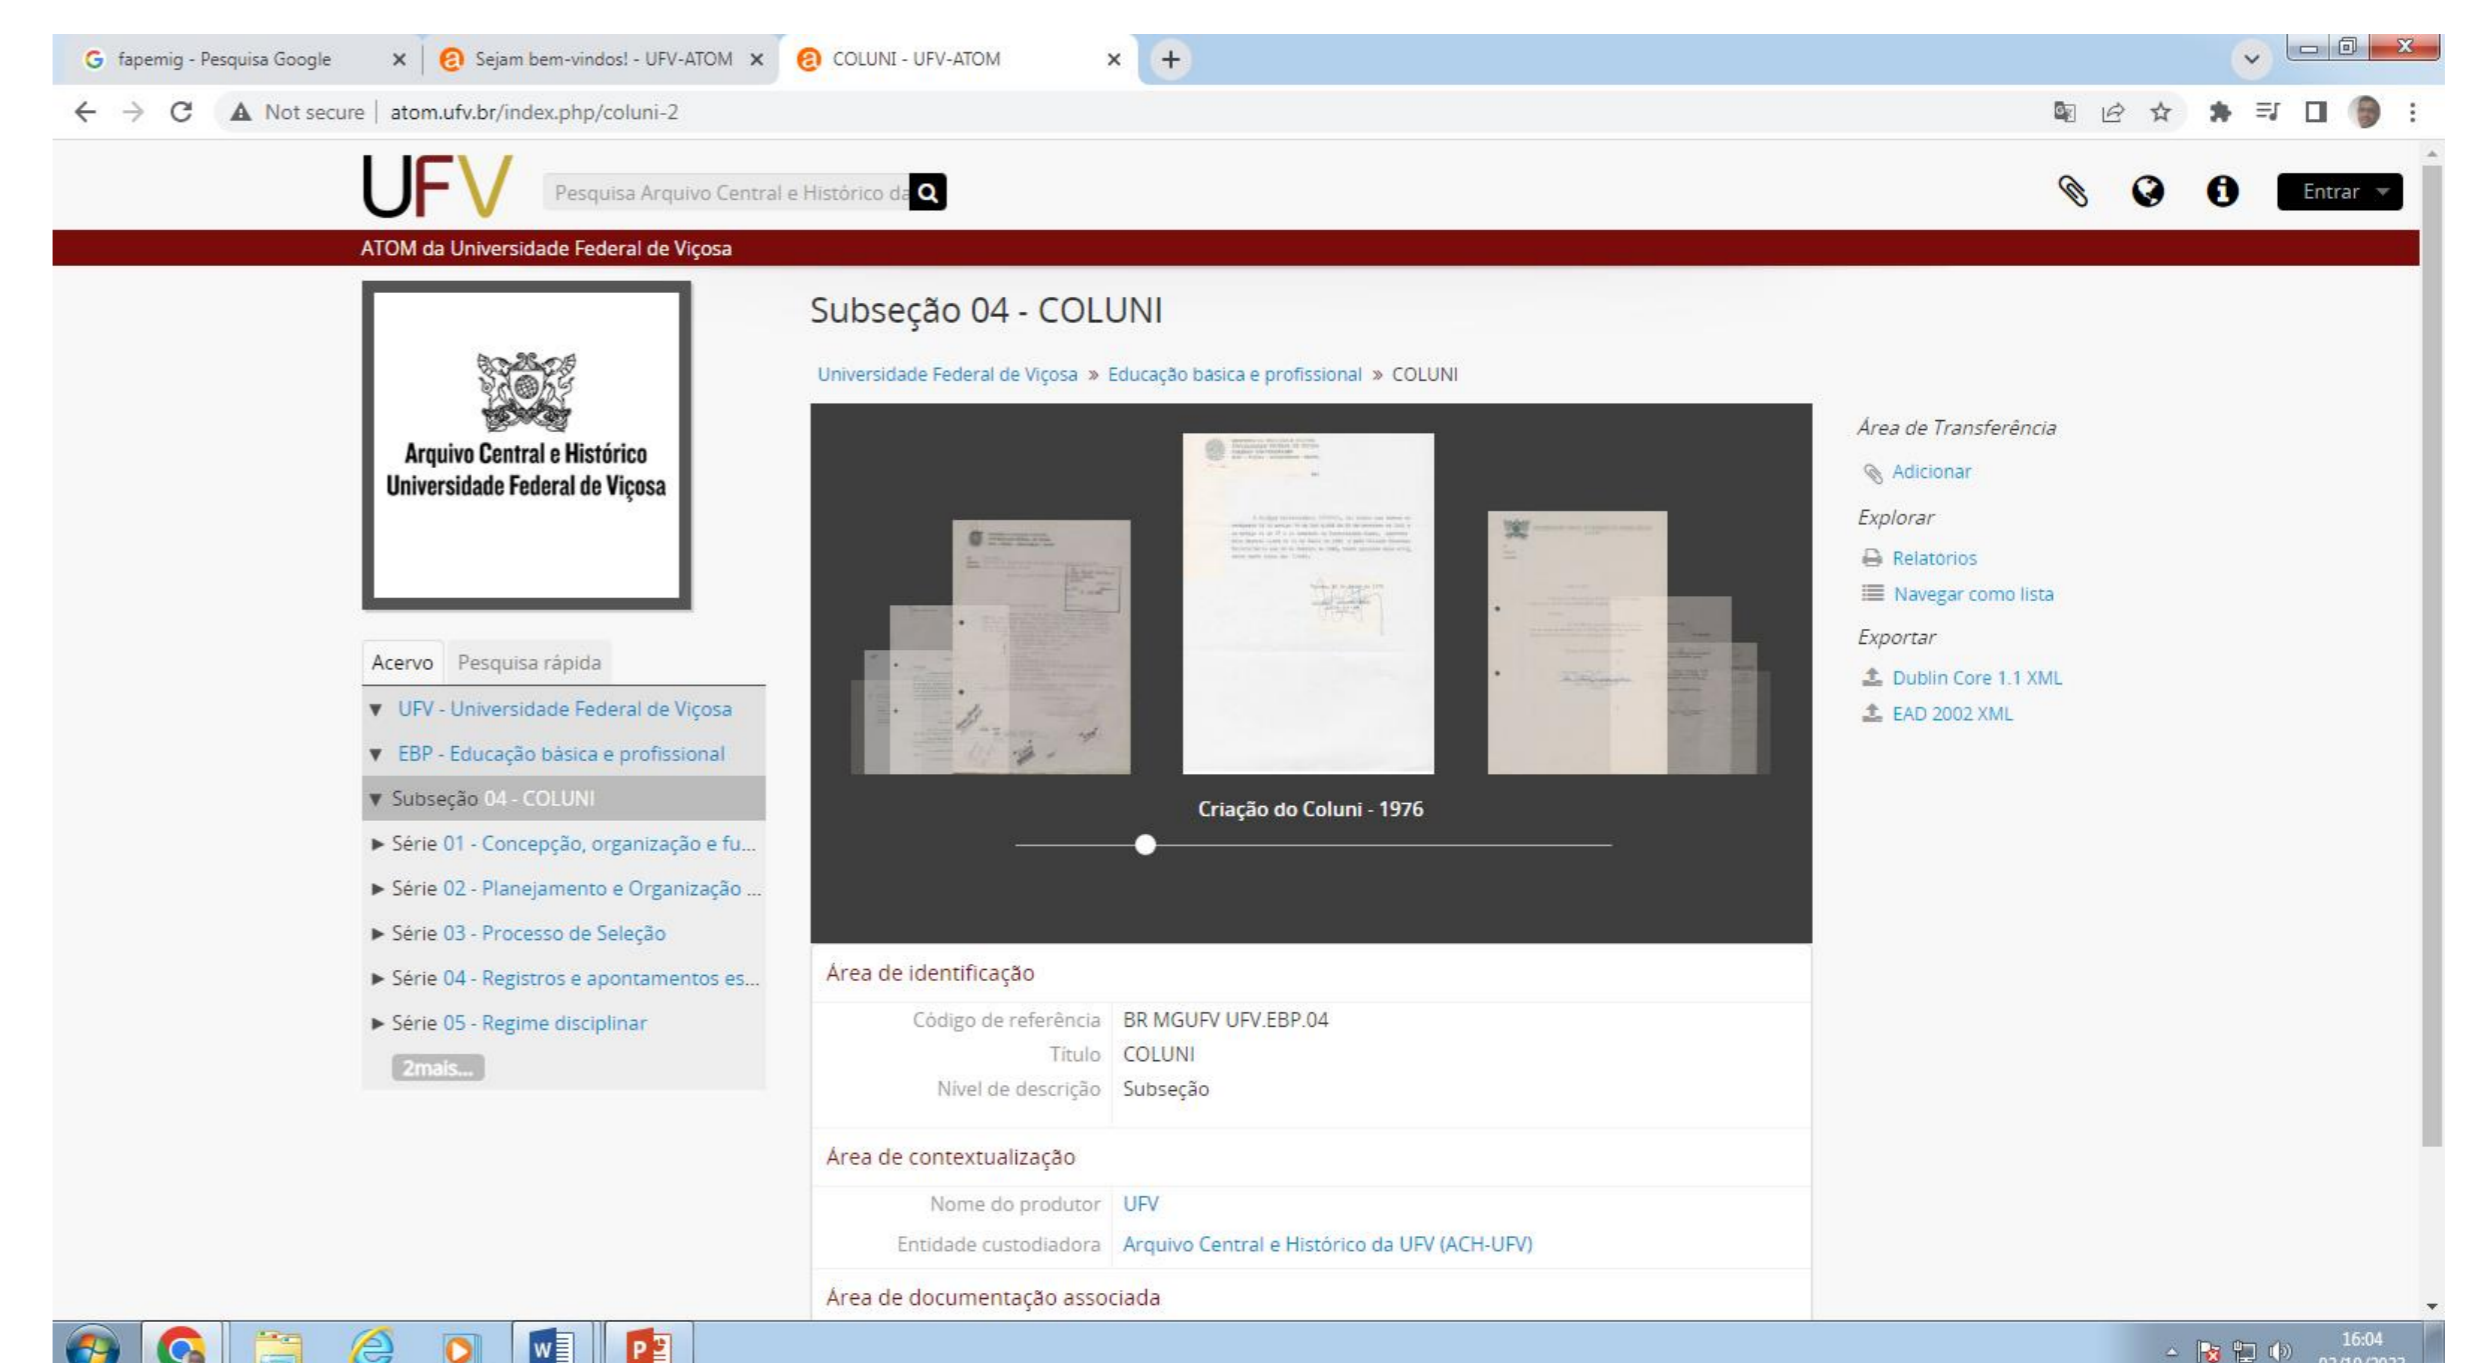 fapemig - Pesquisa Google
Sejam bem-vindos! - UFV-ATOM
COLUNI - UFV-ATOM
Not secure | atom.ufv.br/index.php/coluni-2
UFV
Pesquisa Arquivo Central e Histórico da
Entrar
ATOM da Universidade Federal de Viçosa
Arquivo Central e Histórico
Universidade Federal de Viçosa
Acervo
Pesquisa rápida
UFV - Universidade Federal de Viçosa
EBP - Educação básica e profissional
Subseção 04 - COLUNI
Série 01 - Concepção, organização e fu...
Série 02 - Planejamento e Organização ...
Série 03 - Processo de Seleção
Série 04 - Registros e apontamentos es...
Série 05 - Regime disciplinar
2mais...
Subseção 04 - COLUNI
Universidade Federal de Viçosa » Educação básica e profissional » COLUNI
Criação do Coluni - 1976
Área de identificação
Código de referência BR MGUFV UFV.EBP.04
Título COLUNI
Nível de descrição Subseção
Área de contextualização
Nome do produtor UFV
Entidade custodiadora Arquivo Central e Histórico da UFV (ACH-UFV)
Área de documentação associada
Área de Transferência
Adicionar
Explorar
Relatórios
Navegar como lista
Exportar
Dublin Core 1.1 XML
EAD 2002 XML
16:04